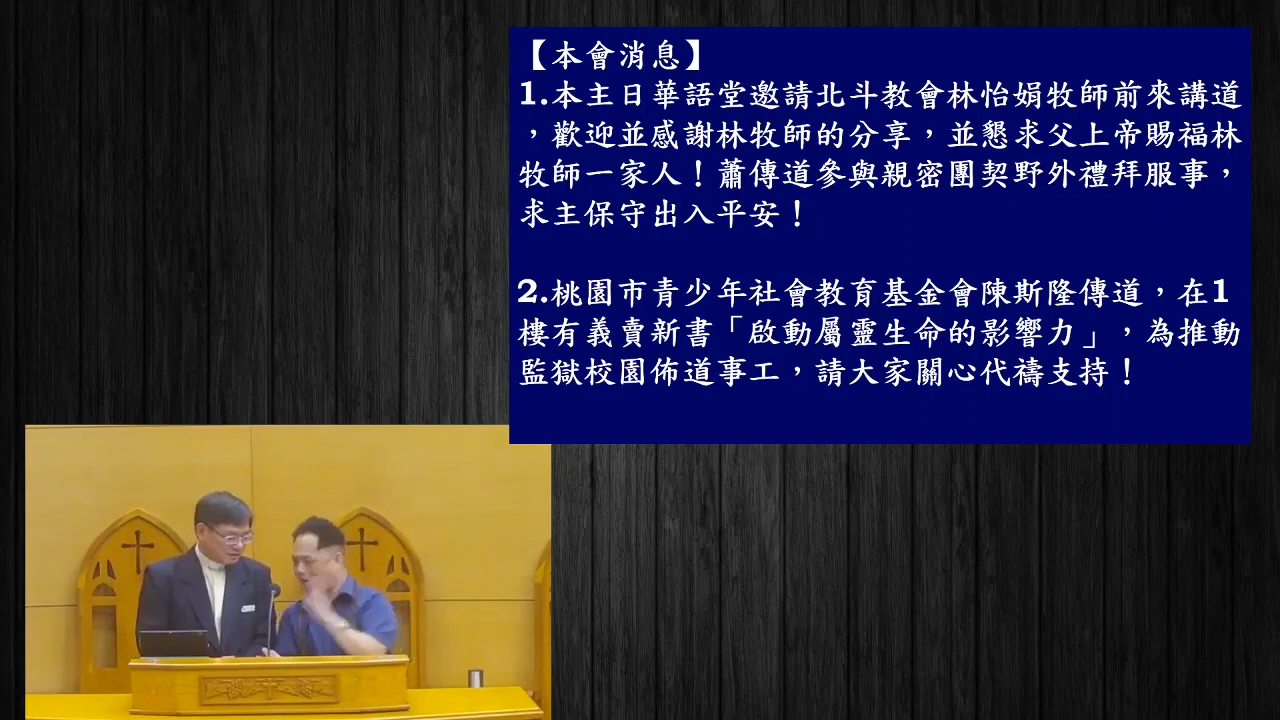 【本會消息】
1.本主日華語堂邀請北斗教會林怡娟牧師前來講道
，歡迎並感謝林牧師的分享，並懇求父上帝賜福林
牧師一家人！蕭傳道參與親密團契野外禮拜服事，
求主保守出入平安！
2.桃園市青少年社會教育基金會陳斯隆傳道，在1
樓有義賣新書「啟動屬靈生命的影響力」，為推動
監獄校園佈道事工，請大家關心代禱支持！